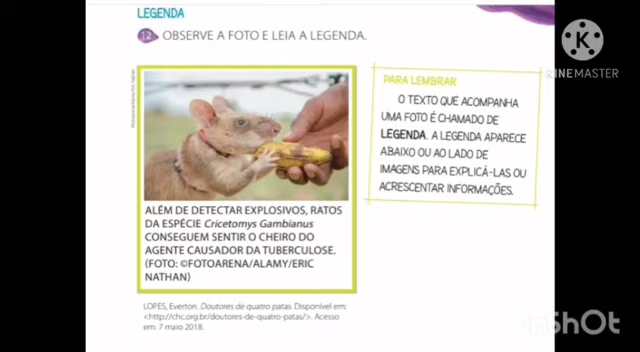 LEGENDA
12 OBSERVE A FOTO E LEIA A LEGENDA.
KINEMASTER
PARA LEMBRAR
O TEXTO QUE ACOMPANHA
UMA FOTO É CHAMADO DE
LEGENDA. A LEGENDA APARECE
ABAIXO OU AO LADO DE
IMAGENS PARA EXPLICÁ-LAS OU
ACRESCENTAR INFORMAÇÕES.
ALÉM DE DETECTAR EXPLOSIVOS, RATOS
DA ESPÉCIE Cricetomys Gambianus
CONSEGUEM SENTIR O CHEIRO DO
AGENTE CAUSADOR DA TUBERCULOSE.
(FOTO: ©FOTOARENA/ALAMY/ERIC
NATHAN)
LOPES, Everton. Doutores de quatro patas. Disponível em:
<http://chc.org.br/doutores-de-quatro-patas/>. Acesso
em: 7 maio 2018.
InShOt